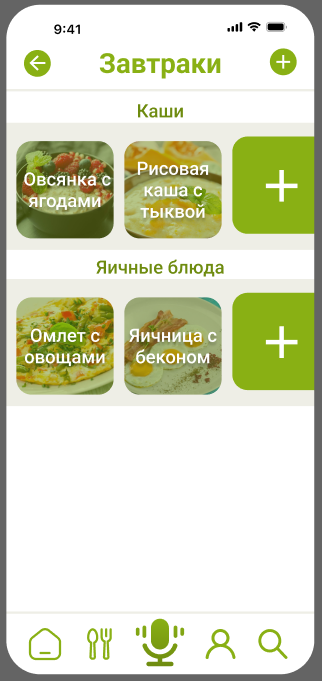 9:41
Завтраки
Каши
Овсянка с
ягодами
Рисовая
каша с
тыквой
Яичные блюда
Омлет с
овощами
Яичница с
беконом